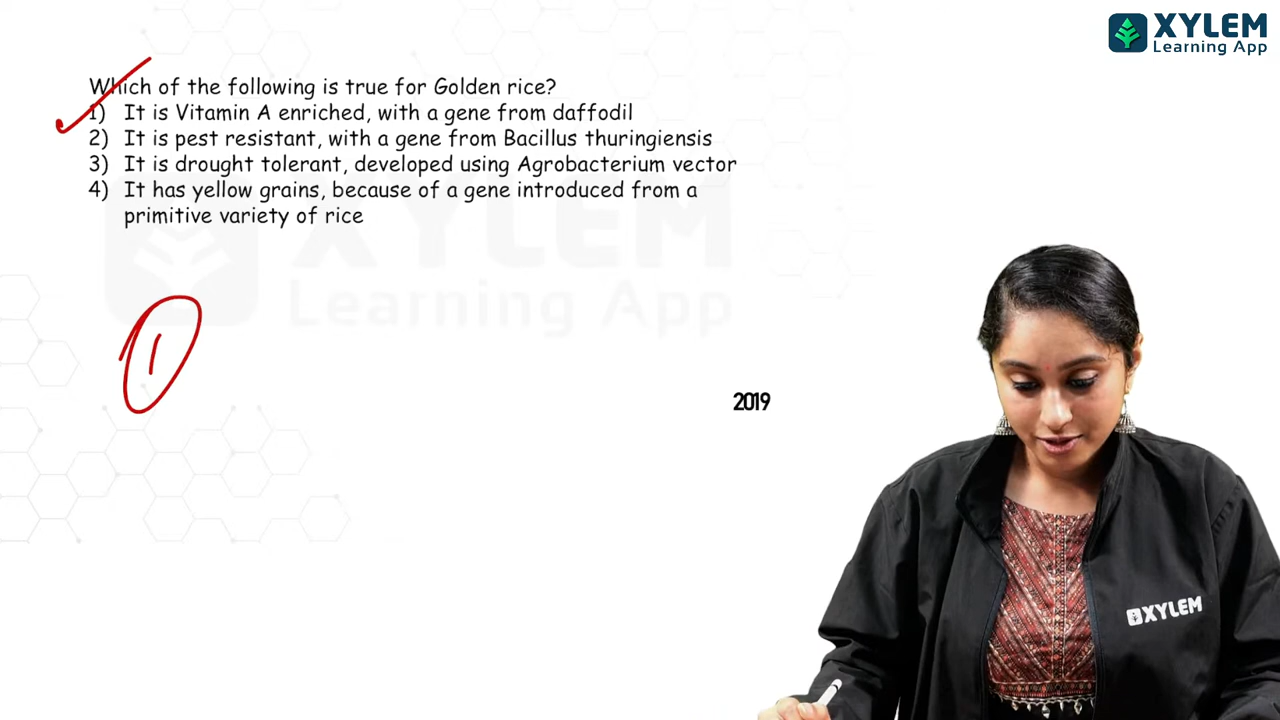 XYLEM
Learning App
Which of the following is true for Golden rice?
1) It is Vitamin A enriched, with a gene from daffodil
2) It is pest resistant, with a gene from Bacillus thuringiensis
3) It is drought tolerant, developed using Agrobacterium vector
4) It has yellow grains, because of a gene introduced from a
primitive variety of rice
XYLEM
Learning App
1
2019
XYLEM